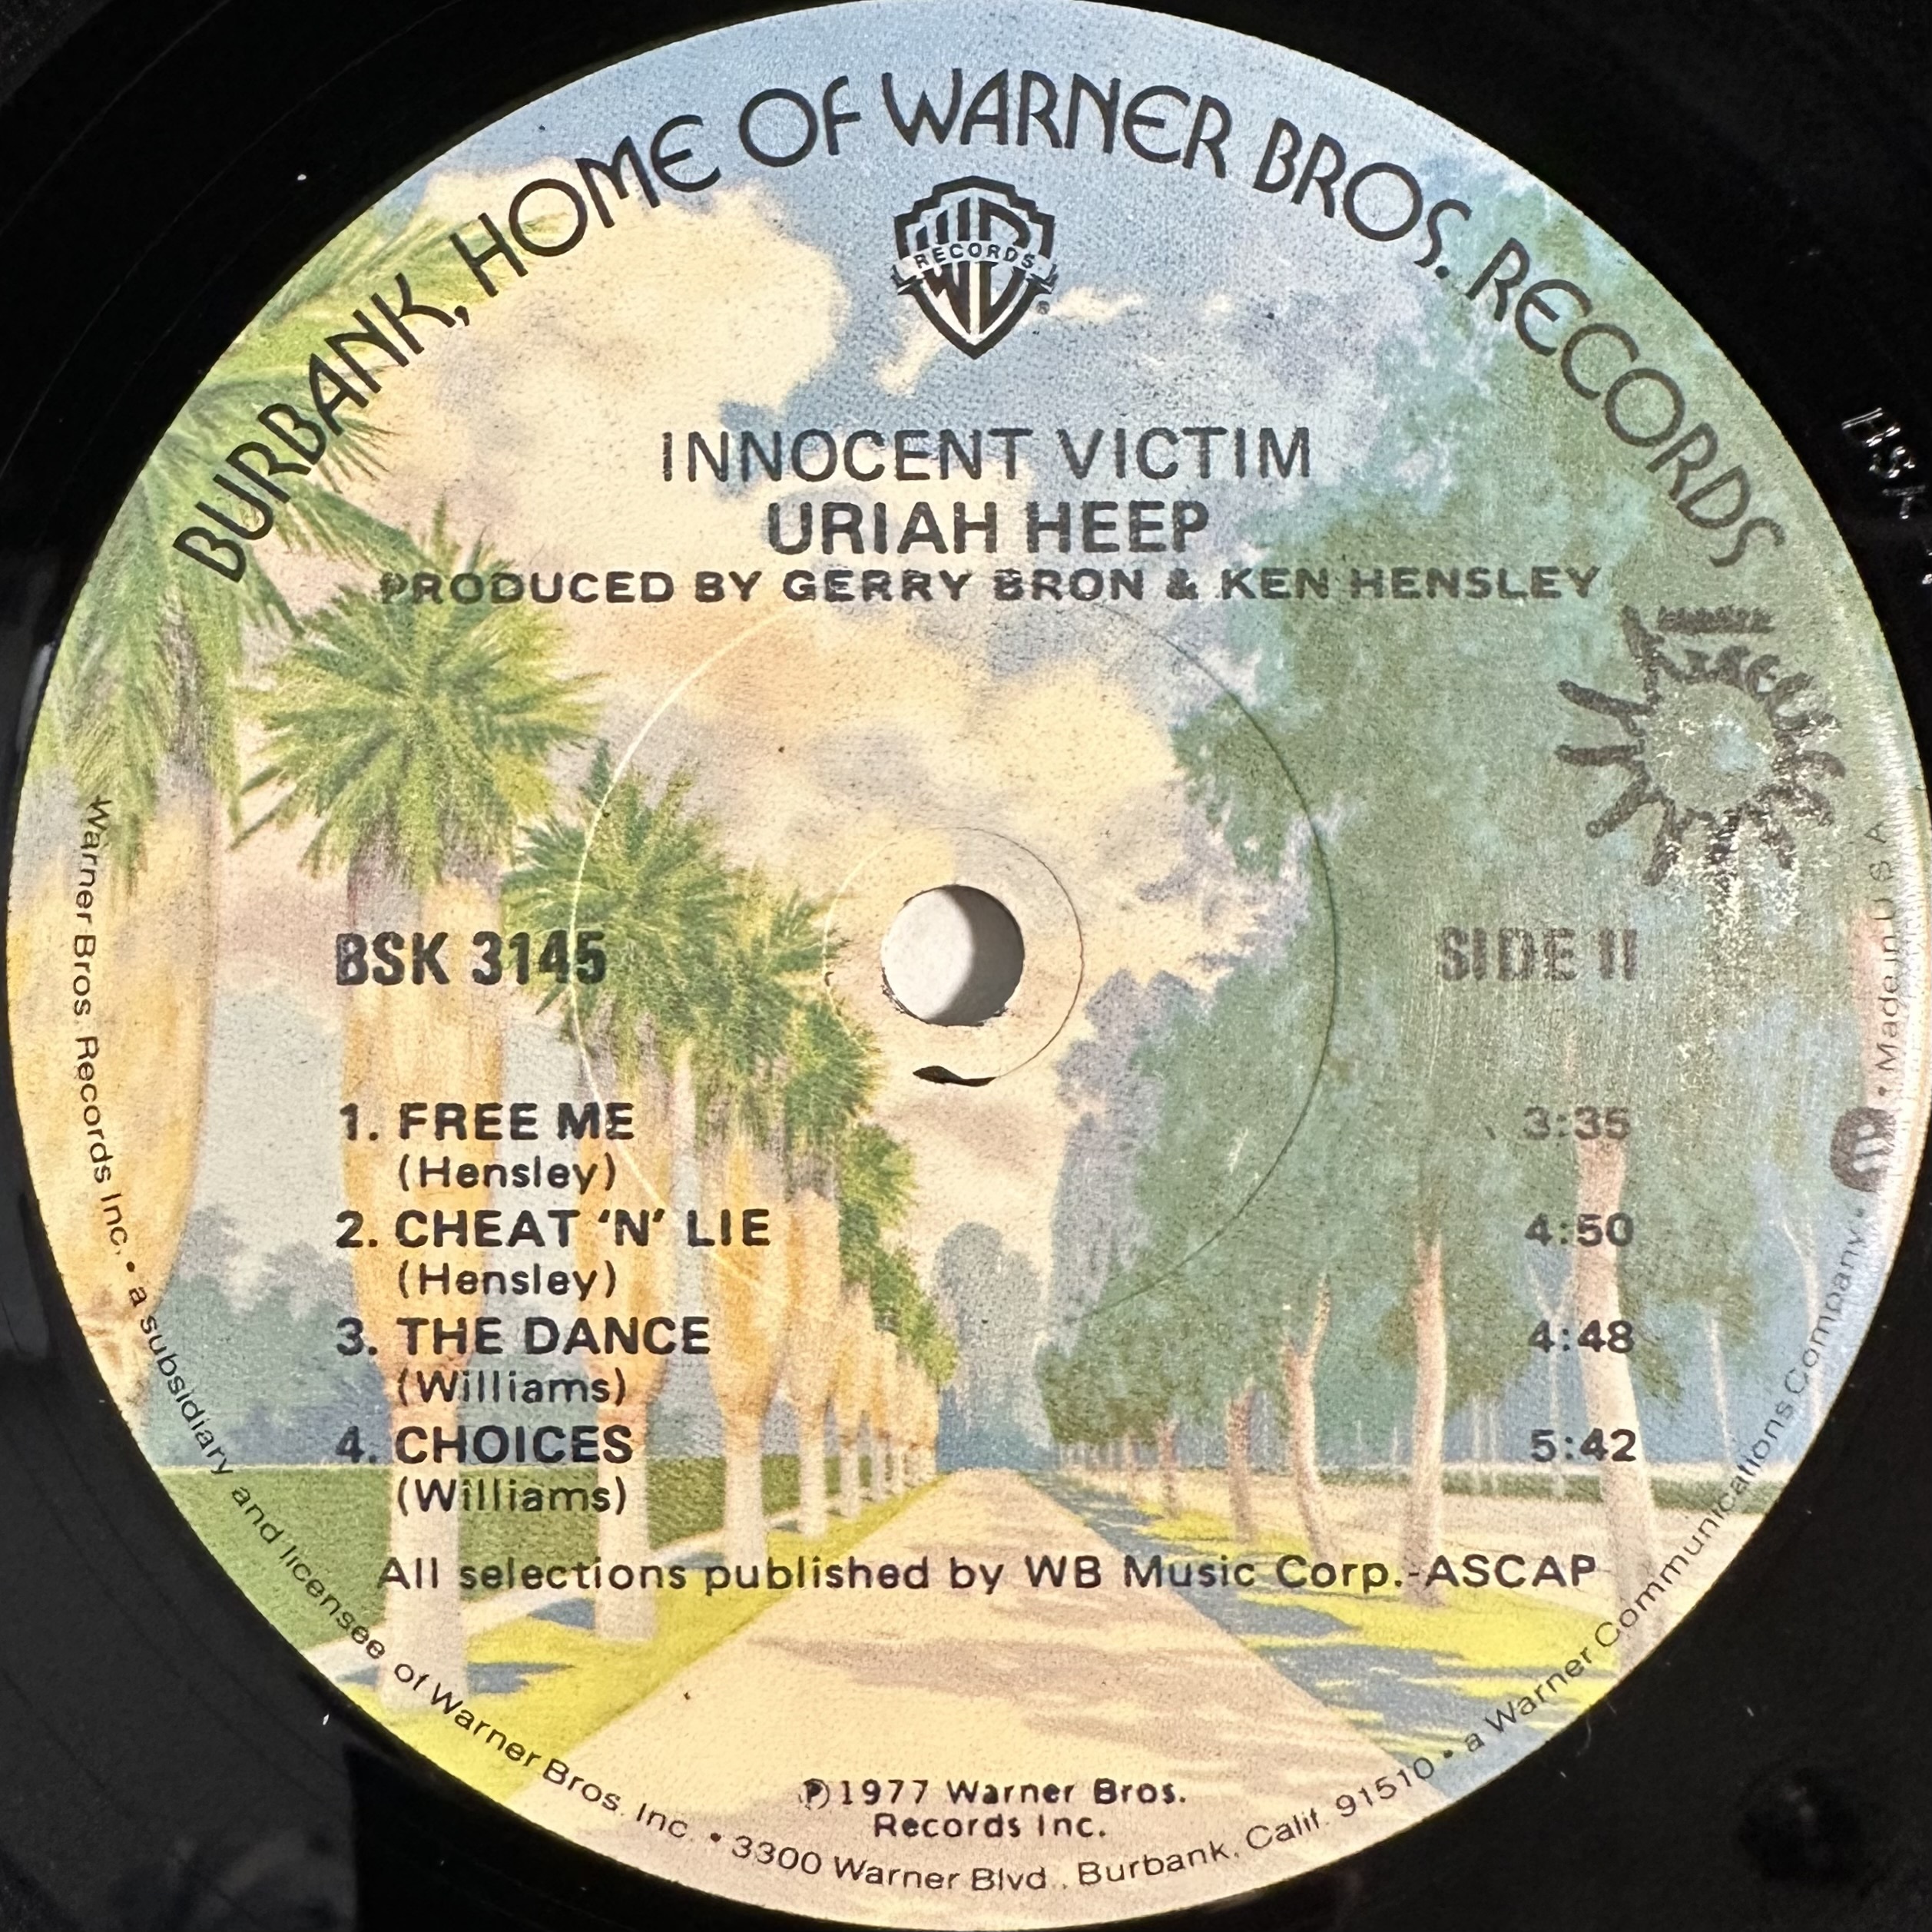 BURBANK, HOME OF WARNER BROS. RECORDS
RECORDS
INNOCENT VICTIM
URIAH HEEP
PRODUCED BY GERRY BRON & KEN HENSLEY
BSK 3145
SIDE II
1. FREE ME 3:35
(Hensley)
2. CHEAT 'N' LIE 4:50
(Hensley)
3. THE DANCE 4:48
(Williams)
4. CHOICES 5:42
(Williams)
All selections published by WB Music Corp.-ASCAP
℗1977 Warner Bros.
Records Inc.
Warner Bros. Records Inc. • a subsidiary and licensee of Warner Bros. Inc. • 3300 Warner Blvd., Burbank, Calif. 91510 • a Warner Communications Company • Made in U S A
BSK